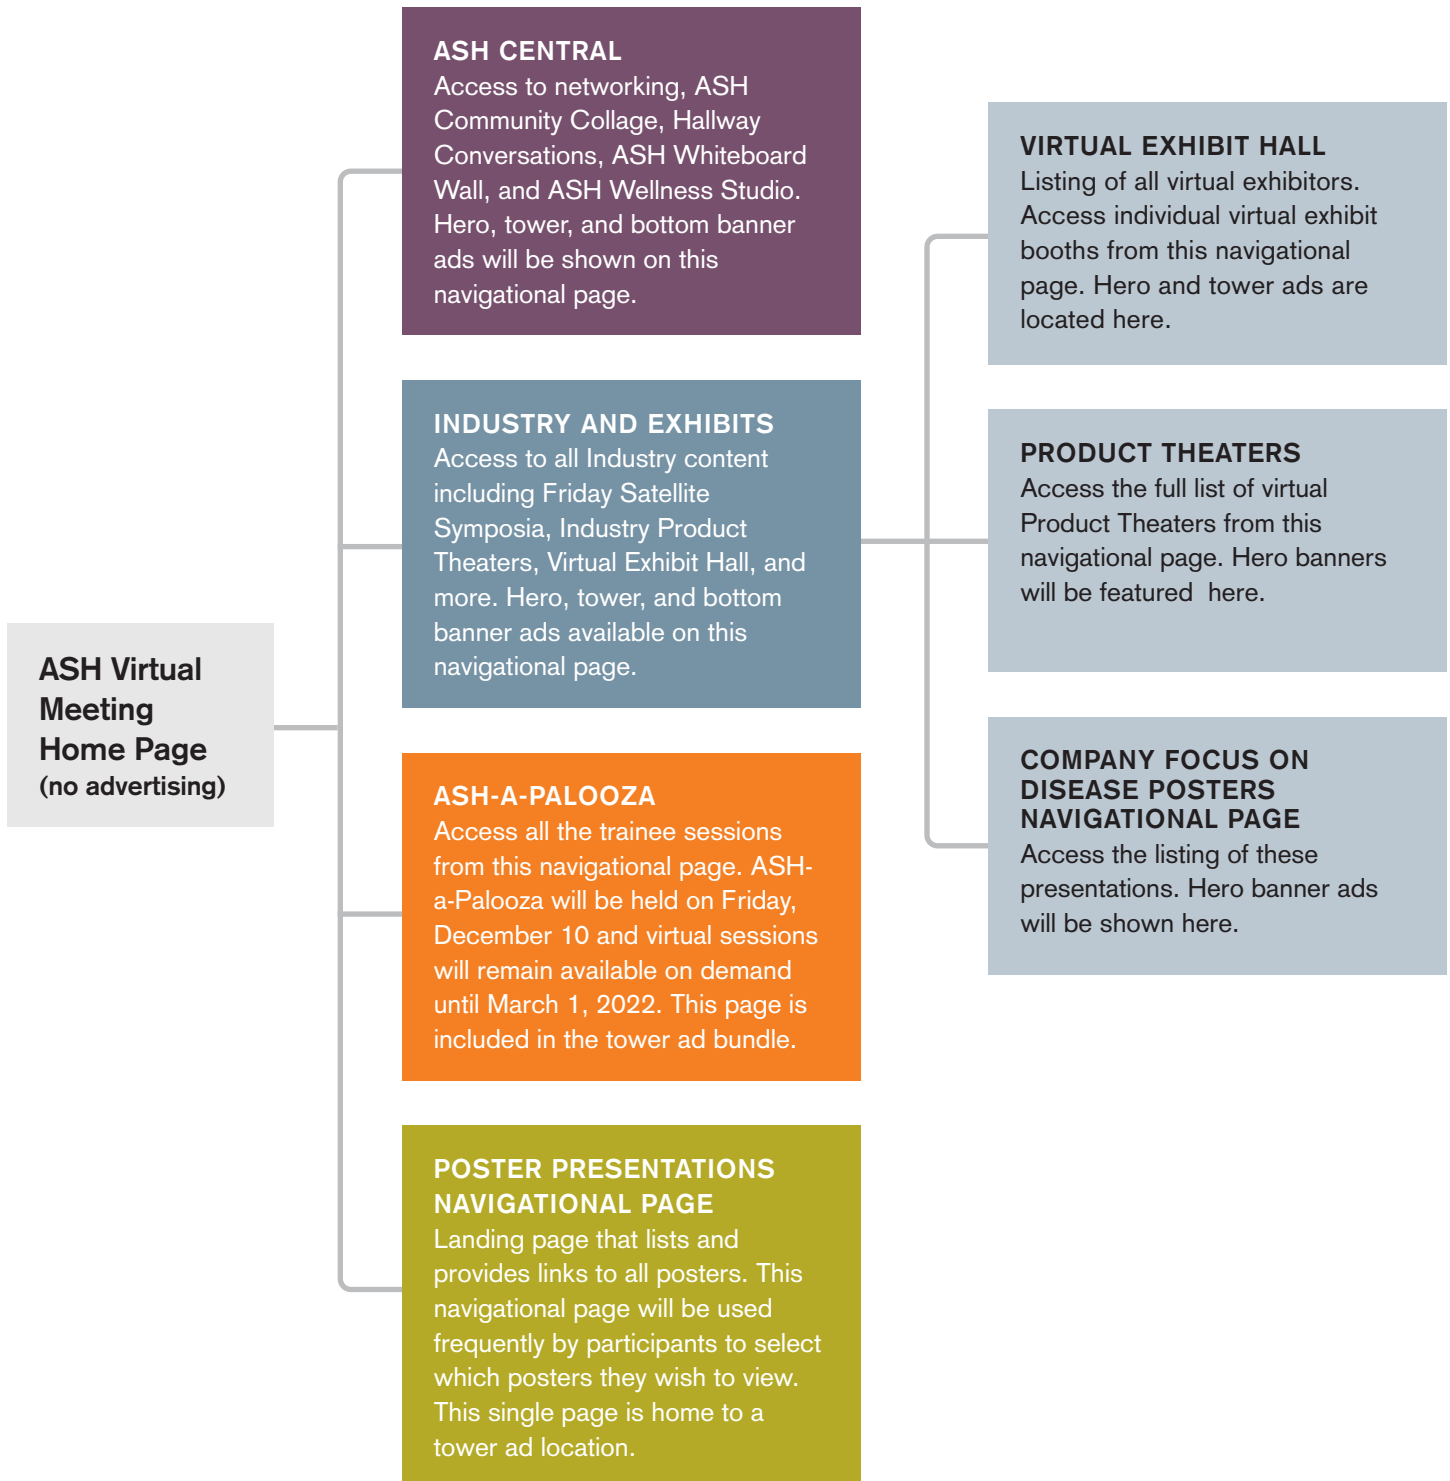 ASH Virtual
Meeting
Home Page
(no advertising)
ASH CENTRAL
Access to networking, ASH
Community Collage, Hallway
Conversations, ASH Whiteboard
Wall, and ASH Wellness Studio.
Hero, tower, and bottom banner
ads will be shown on this
navigational page.
INDUSTRY AND EXHIBITS
Access to all Industry content
including Friday Satellite
Symposia, Industry Product
Theaters, Virtual Exhibit Hall, and
more. Hero, tower, and bottom
banner ads available on this
navigational page.
ASH-A-PALOOZA
Access all the trainee sessions
from this navigational page. ASH-
a-Palooza will be held on Friday,
December 10 and virtual sessions
will remain available on demand
until March 1, 2022. This page is
included in the tower ad bundle.
POSTER PRESENTATIONS
NAVIGATIONAL PAGE
Landing page that lists and
provides links to all posters. This
navigational page will be used
frequently by participants to select
which posters they wish to view.
This single page is home to a
tower ad location.
VIRTUAL EXHIBIT HALL
Listing of all virtual exhibitors.
Access individual virtual exhibit
booths from this navigational
page. Hero and tower ads are
located here.
PRODUCT THEATERS
Access the full list of virtual
Product Theaters from this
navigational page. Hero banners
will be featured  here.
COMPANY FOCUS ON
DISEASE POSTERS
NAVIGATIONAL PAGE
Access the listing of these
presentations. Hero banner ads
will be shown here.